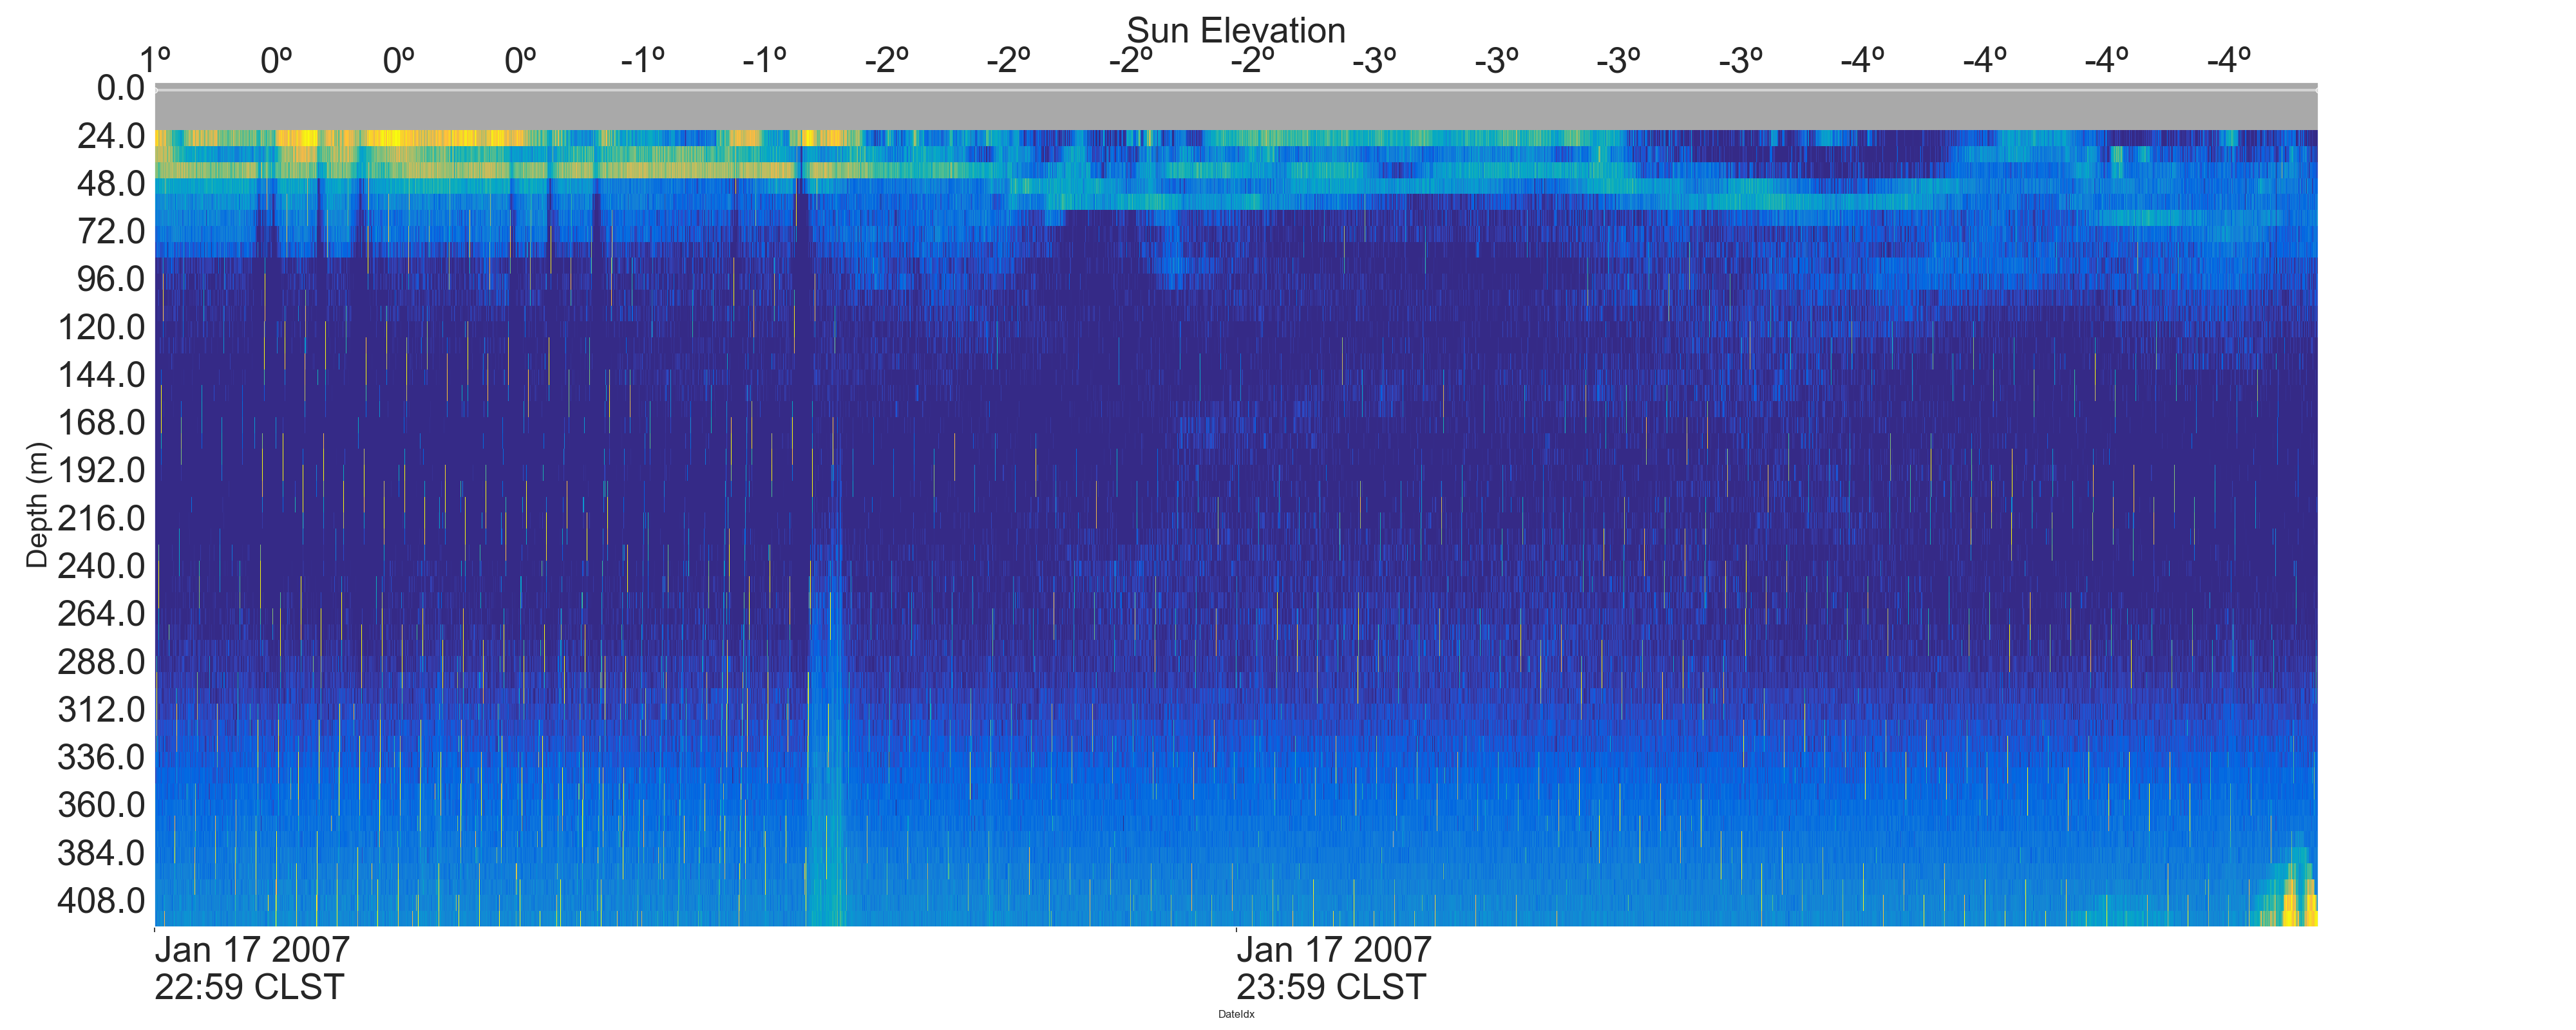 Sun Elevation
1º 0º 0º 0º -1º -1º -2º -2º -2º -2º -3º -3º -3º -3º -4º -4º -4º -4º
0.0
24.0
48.0
72.0
96.0
120.0
144.0
168.0
192.0
216.0
240.0
264.0
288.0
312.0
336.0
360.0
384.0
408.0
Depth (m)
Jan 17 2007
22:59 CLST
Jan 17 2007
23:59 CLST
DateIdx